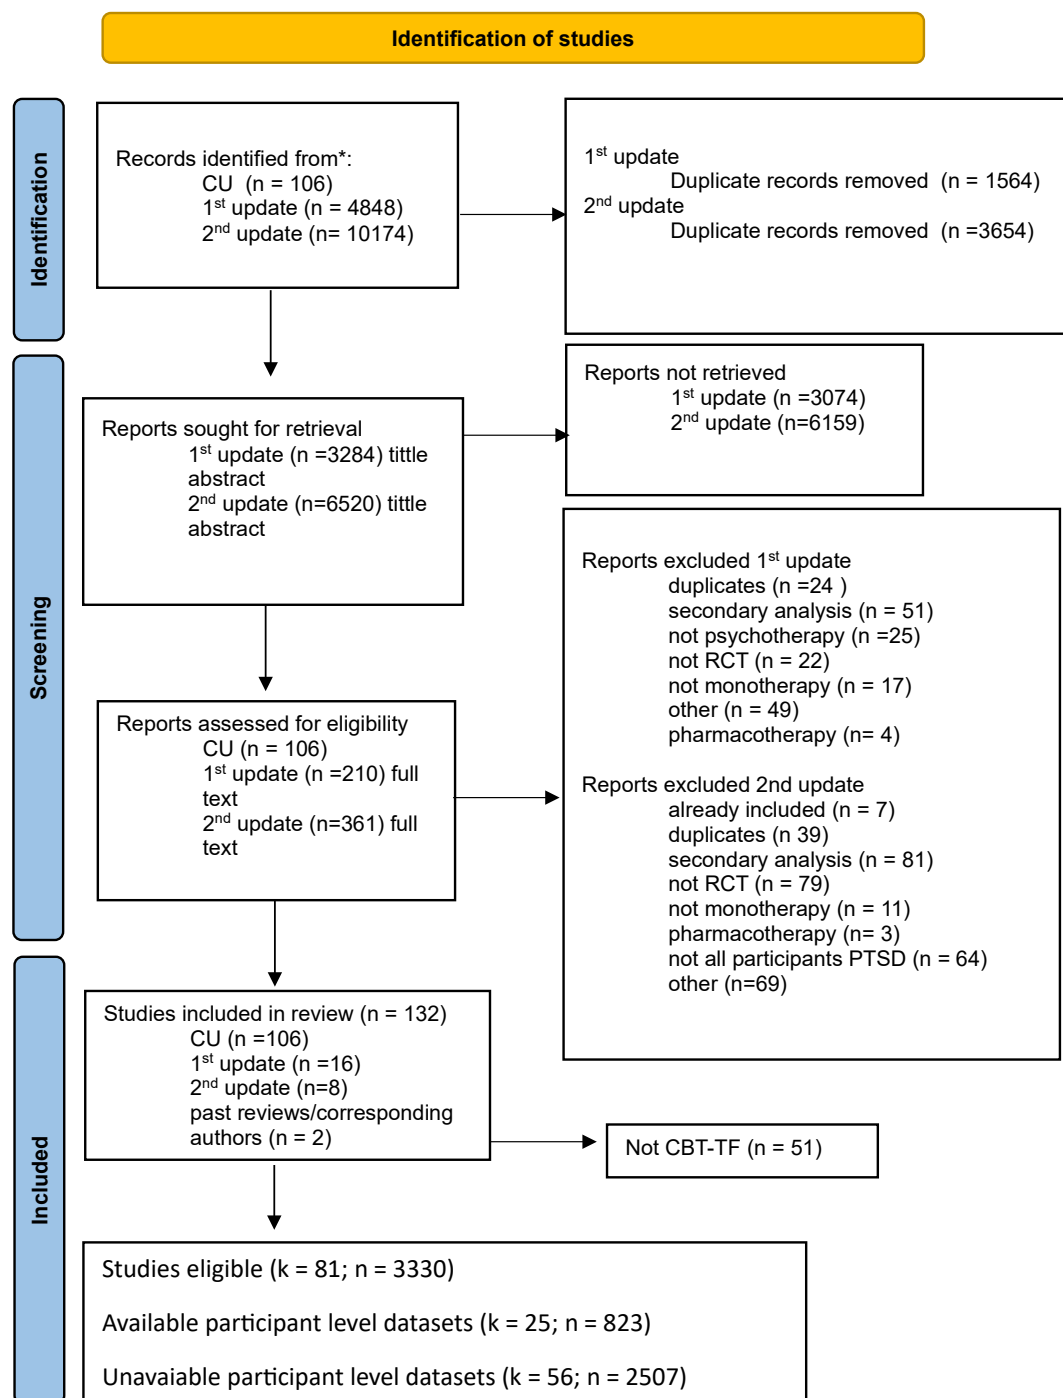 Identification of studies
Identification
Records identified from*:
CU (n = 106)
1st update (n = 4848)
2nd update (n= 10174)
1st update
Duplicate records removed (n = 1564)
2nd update
Duplicate records removed (n =3654)
Screening
Reports sought for retrieval
1st update (n =3284) tittle
abstract
2nd update (n=6520) tittle
abstract
Reports not retrieved
1st update (n =3074)
2nd update (n=6159)
Reports assessed for eligibility
CU (n = 106)
1st update (n =210) full
text
2nd update (n=361) full
text
Reports excluded 1st update
duplicates (n =24 )
secondary analysis (n = 51)
not psychotherapy (n =25)
not RCT (n = 22)
not monotherapy (n = 17)
other (n = 49)
pharmacotherapy (n= 4)
Reports excluded 2nd update
already included (n = 7)
duplicates (n 39)
secondary analysis (n = 81)
not RCT (n = 79)
not monotherapy (n = 11)
pharmacotherapy (n= 3)
not all participants PTSD (n = 64)
other (n=69)
Included
Studies included in review (n = 132)
CU (n =106)
1st update (n =16)
2nd update (n=8)
past reviews/corresponding
authors (n = 2)
Not CBT-TF (n = 51)
Studies eligible (k = 81; n = 3330)
Available participant level datasets (k = 25; n = 823)
Unavaiable participant level datasets (k = 56; n = 2507)